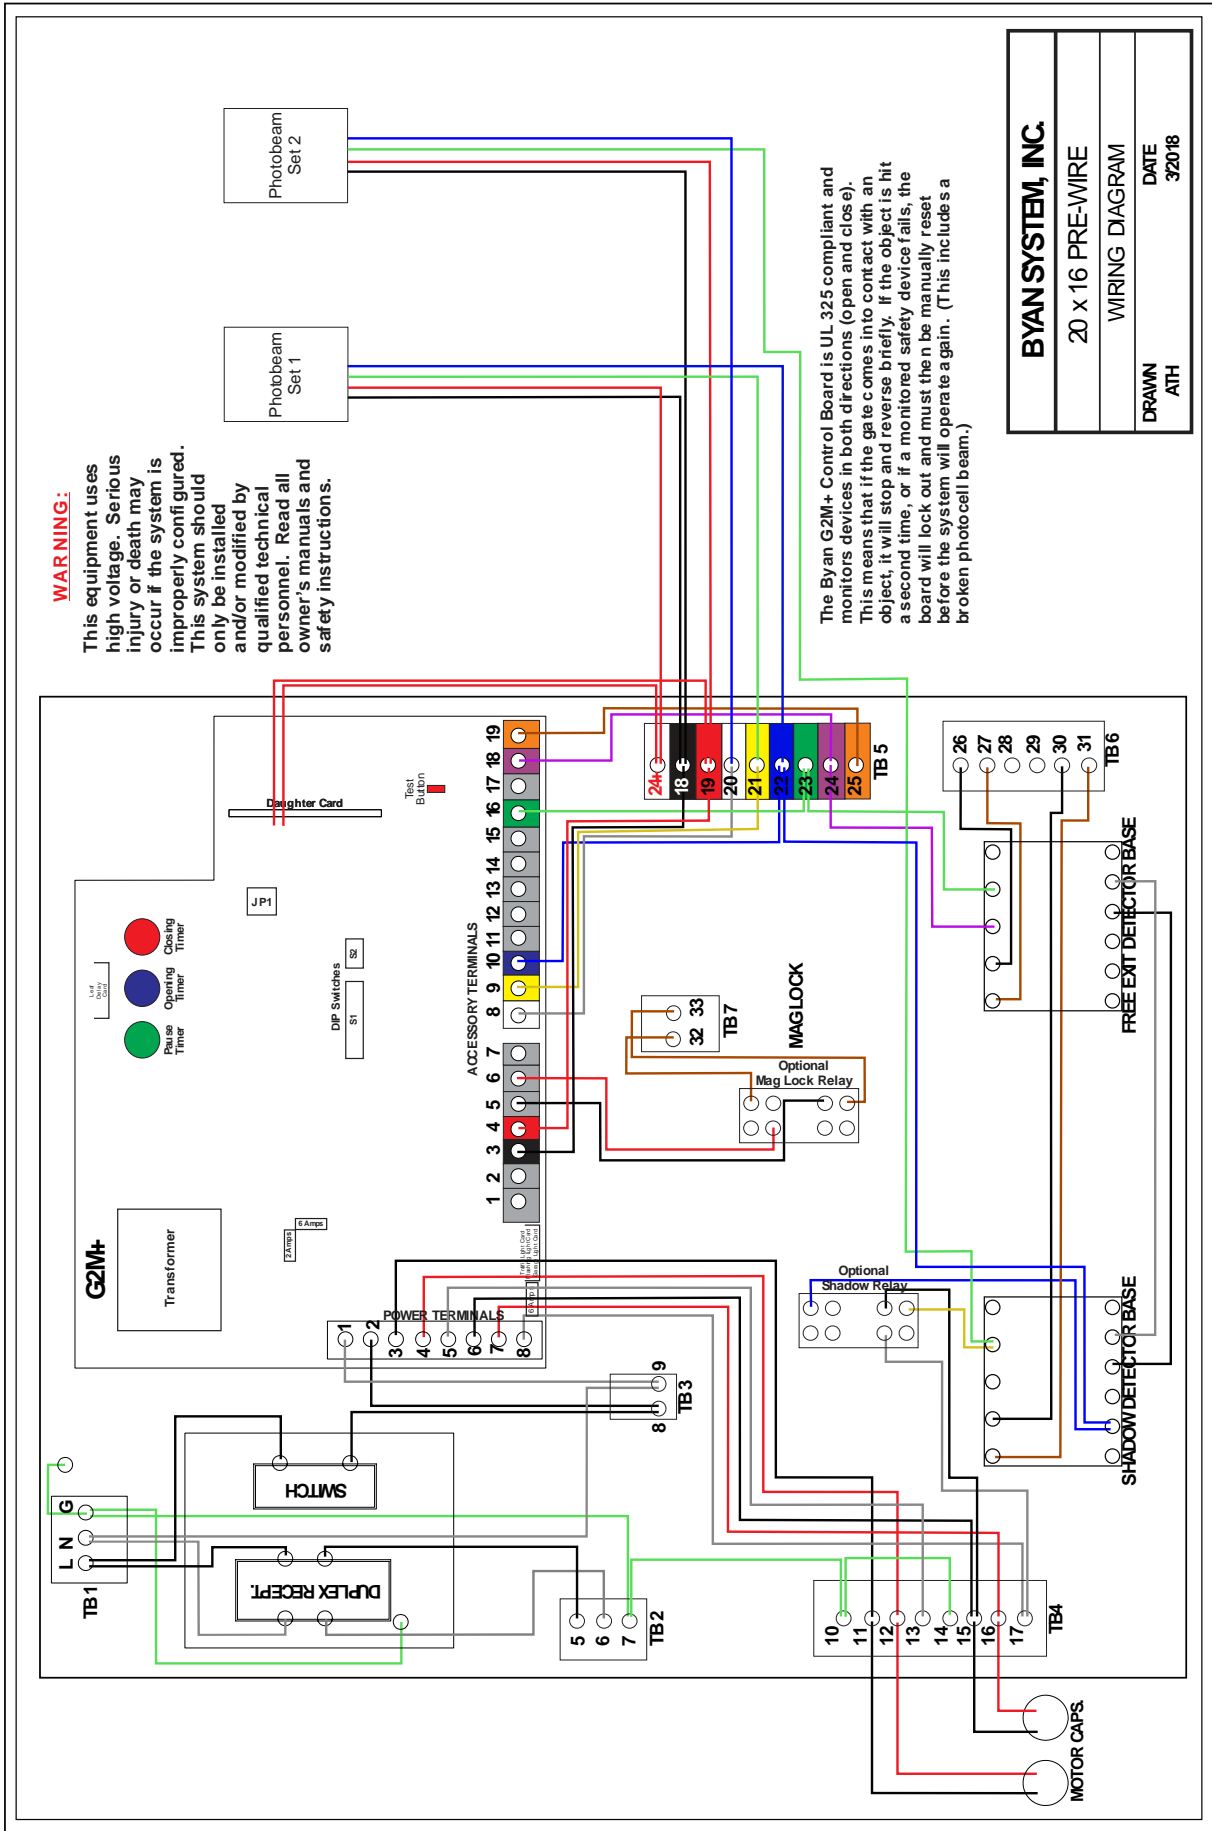 WARNING:
This equipment uses
high voltage. Serious
injury or death may
occur if the system is
improperly configured.
This system should
only be installed
and/or modified by
qualified technical
personnel. Read all
owner's manuals and
safety instructions.
Photobeam
Set 1
Photobeam
Set 2
The Byan G2M+ Control Board is UL 325 compliant and
monitors devices in both directions (open and close).
This means that if the gate comes into contact with an
object, it will stop and reverse briefly. If the object is hit
a second time, or if a monitored safety device fails, the
board will lock out and must then be manually reset
before the system will operate again. (This includes a
broken photocell beam.)
BYAN SYSTEM, INC.
20 x 16 PRE-WIRE
WIRING DIAGRAM
DRAWN
ATH
DATE
3/2018
G2M+
Transformer
2 Amps
6 Amps
Leaf
Delay
Card
Pause
Timer
Opening
Timer
Closing
Timer
DIP Switches
S1
S2
JP1
Daughter Card
Test
Button
ACCESSORY TERMINALS
1 2 3 4 5 6 7 8 9 10 11 12 13 14 15 16 17 18 19
6 Amps
POWER TERMINALS
1
2
3
4
5
6
7
8
TB1
L N G
SWITCH
DUPLEX RECEPT.
TB2
5
6
7
TB3
8 9
TB4
10
11
12
13
14
15
16
17
MOTOR CAPS.
TB5
24+
18
19
20
21
22
23
24
25
TB6
26
27
28
29
30
31
TB7
32 33
MAG LOCK
Optional
Mag Lock Relay
Optional
Shadow Relay
FREE EXIT DETECTOR BASE
SHADOW DETECTOR BASE